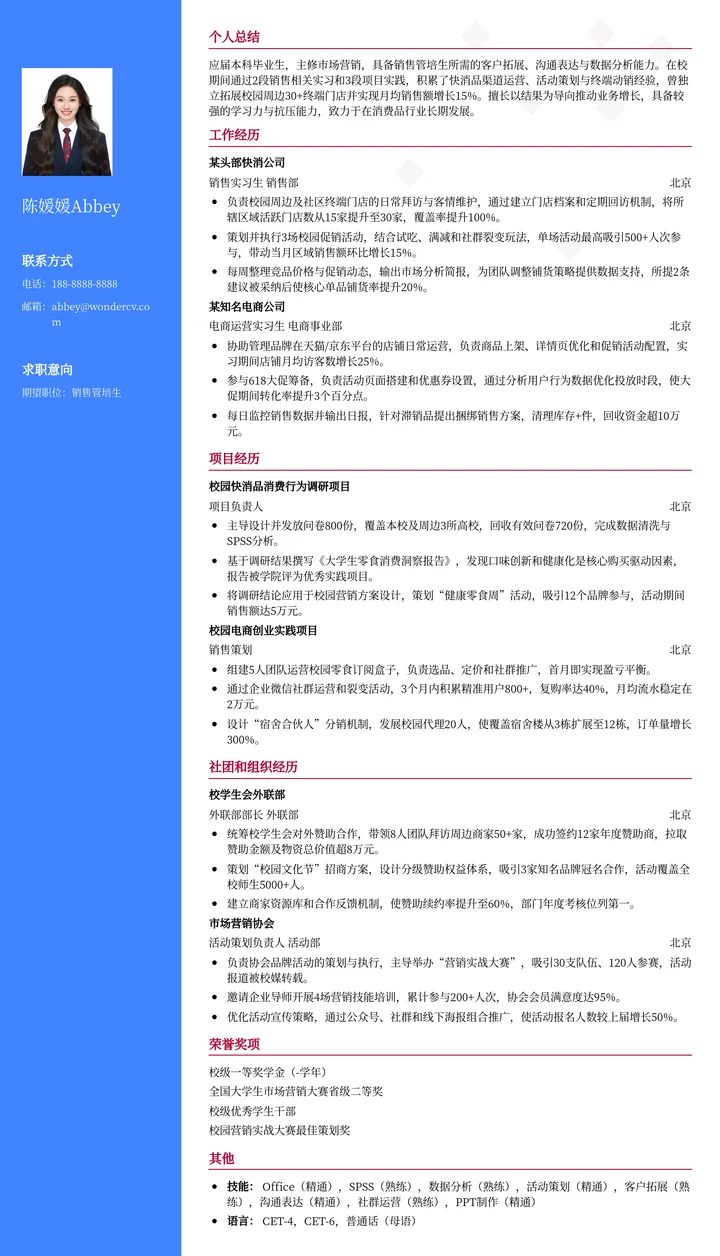 陈媛媛Abbey
联系方式
电话：188-8888-8888
邮箱：abbey@wondercv.co
m
求职意向
期望职位：销售管培生
个人总结
应届本科毕业生，主修市场营销，具备销售管培生所需的客户拓展、沟通表达与数据分析能力。在校
期间通过2段销售相关实习和3段项目实践，积累了快消品渠道运营、活动策划与终端动销经验，曾独
立拓展校园周边30+终端门店并实现月均销售额增长15%。擅长以结果为导向推动业务增长，具备较
强的学习力与抗压能力，致力于在消费品行业长期发展。
工作经历
某头部快消公司
销售实习生 销售部 北京
● 负责校园周边及社区终端门店的日常拜访与客情维护，通过建立门店档案和定期回访机制，将所
辖区域活跃门店数从15家提升至30家，覆盖率提升100%。
● 策划并执行3场校园促销活动，结合试吃、满减和社群裂变玩法，单场活动最高吸引500+人次参
与，带动当月区域销售额环比增长15%。
● 每周整理竞品价格与促销动态，输出市场分析简报，为团队调整铺货策略提供数据支持，所提2条
建议被采纳后使核心单品铺货率提升20%。
某知名电商公司
电商运营实习生 电商事业部 北京
● 协助管理品牌在天猫/京东平台的店铺日常运营，负责商品上架、详情页优化和促销活动配置，实
习期间店铺月均访客数增长25%。
● 参与618大促筹备，负责活动页面搭建和优惠券设置，通过分析用户行为数据优化投放时段，使大
促期间转化率提升3个百分点。
● 每日监控销售数据并输出日报，针对滞销品提出捆绑销售方案，清理库存+件，回收资金超10万
元。
项目经历
校园快消品消费行为调研项目
项目负责人 北京
● 主导设计并发放问卷800份，覆盖本校及周边3所高校，回收有效问卷720份，完成数据清洗与
SPSS分析。
● 基于调研结果撰写《大学生零食消费洞察报告》，发现口味创新和健康化是核心购买驱动因素，
报告被学院评为优秀实践项目。
● 将调研结论应用于校园营销方案设计，策划“健康零食周”活动，吸引12个品牌参与，活动期间
销售额达5万元。
校园电商创业实践项目
销售策划 北京
● 组建5人团队运营校园零食订阅盒子，负责选品、定价和社群推广，首月即实现盈亏平衡。
● 通过企业微信社群运营和裂变活动，3个月内积累精准用户800+，复购率达40%，月均流水稳定在
2万元。
● 设计“宿舍合伙人”分销机制，发展校园代理20人，使覆盖宿舍楼从3栋扩展至12栋，订单量增长
300%。
社团和组织经历
校学生会外联部
外联部部长 外联部 北京
● 统筹校学生会对外赞助合作，带领8人团队拜访周边商家50+家，成功签约12家年度赞助商，拉取
赞助金额及物资总价值超8万元。
● 策划“校园文化节”招商方案，设计分级赞助权益体系，吸引3家知名品牌冠名合作，活动覆盖全
校师生5000+人。
● 建立商家资源库和合作反馈机制，使赞助续约率提升至60%，部门年度考核位列第一。
市场营销协会
活动策划负责人 活动部 北京
● 负责协会品牌活动的策划与执行，主导举办“营销实战大赛”，吸引30支队伍、120人参赛，活动
报道被校媒转载。
● 邀请企业导师开展4场营销技能培训，累计参与200+人次，协会会员满意度达95%。
● 优化活动宣传策略，通过公众号、社群和线下海报组合推广，使活动报名人数较上届增长50%。
荣誉奖项
校级一等奖学金（-学年）
全国大学生市场营销大赛省级二等奖
校级优秀学生干部
校园营销实战大赛最佳策划奖
其他
● 技能： Office（精通），SPSS（熟练），数据分析（熟练），活动策划（精通），客户拓展（熟
练），沟通表达（精通），社群运营（熟练），PPT制作（精通）
● 语言： CET-4，CET-6，普通话（母语）